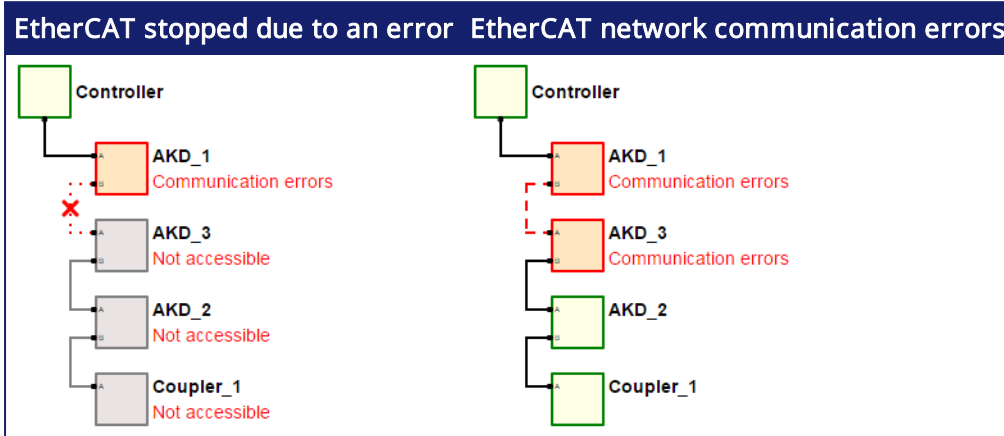 EtherCAT stopped due to an error
EtherCAT network communication errors
Controller
A
AKD_1
B
Communication errors
A
AKD_3
Not accessible
B
A
AKD_2
B
Not accessible
A
Coupler_1
Not accessible
Controller
A
AKD_1
B
Communication errors
A
AKD_3
B
Communication errors
A
AKD_2
B
A
Coupler_1